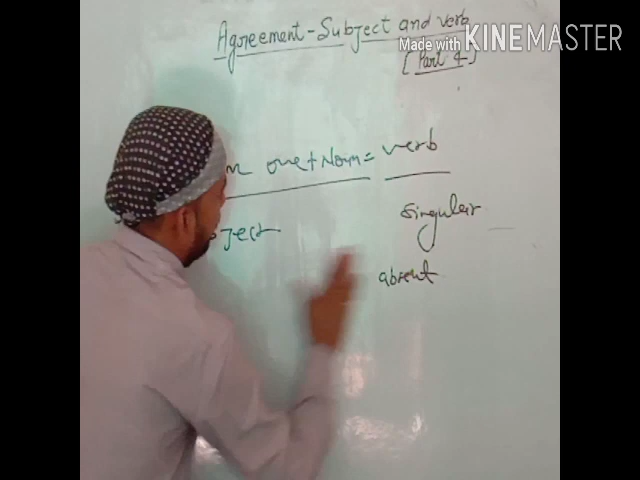 Agreement - Subject and verb
Made with KINEMASTER
[Part 4]
one + Noun = verb
singular
absent